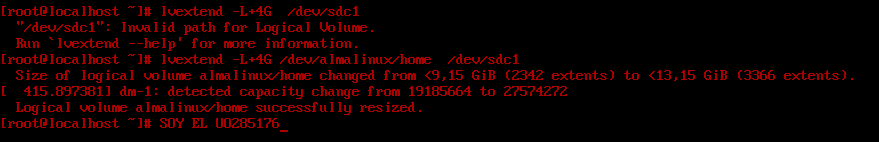 [root@localhost ~]# lvextend -L+4G  /dev/sdc1
  "/dev/sdc1": Invalid path for Logical Volume.
  Run `lvextend --help' for more information.
[root@localhost ~]# lvextend -L+4G /dev/almalinux/home  /dev/sdc1
  Size of logical volume almalinux/home changed from <9,15 GiB (2342 extents) to <13,15 GiB (3366 extents).
[  415.897381] dm-1: detected capacity change from 19185664 to 27574272
  Logical volume almalinux/home successfully resized.
[root@localhost ~]# SOY EL UO285176_